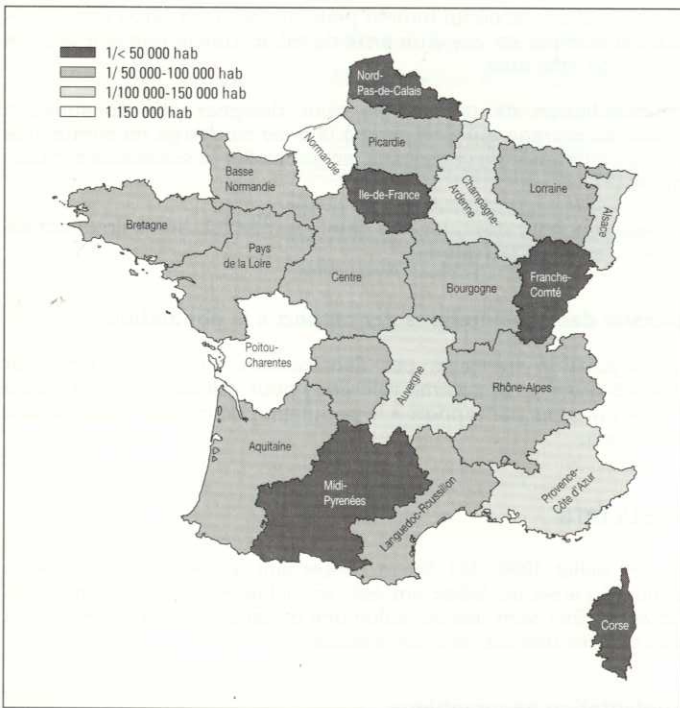 1/< 50 000 hab
1/ 50 000-100 000 hab
1/100 000-150 000 hab
1 150 000 hab
Nord-
Pas-de-Calais
Picardie
Normandie
Basse
Normandie
Ile-de-France
Champagne-
Ardenne
Lorraine
Alsace
Bretagne
Pays
de la Loire
Centre
Bourgogne
Franche-
Comté
Poitou-
Charentes
Auvergne
Rhône-Alpes
Aquitaine
Midi-
Pyrenées
Languedoc-Roussillon
Provence-
Côte d'Azur
Corse